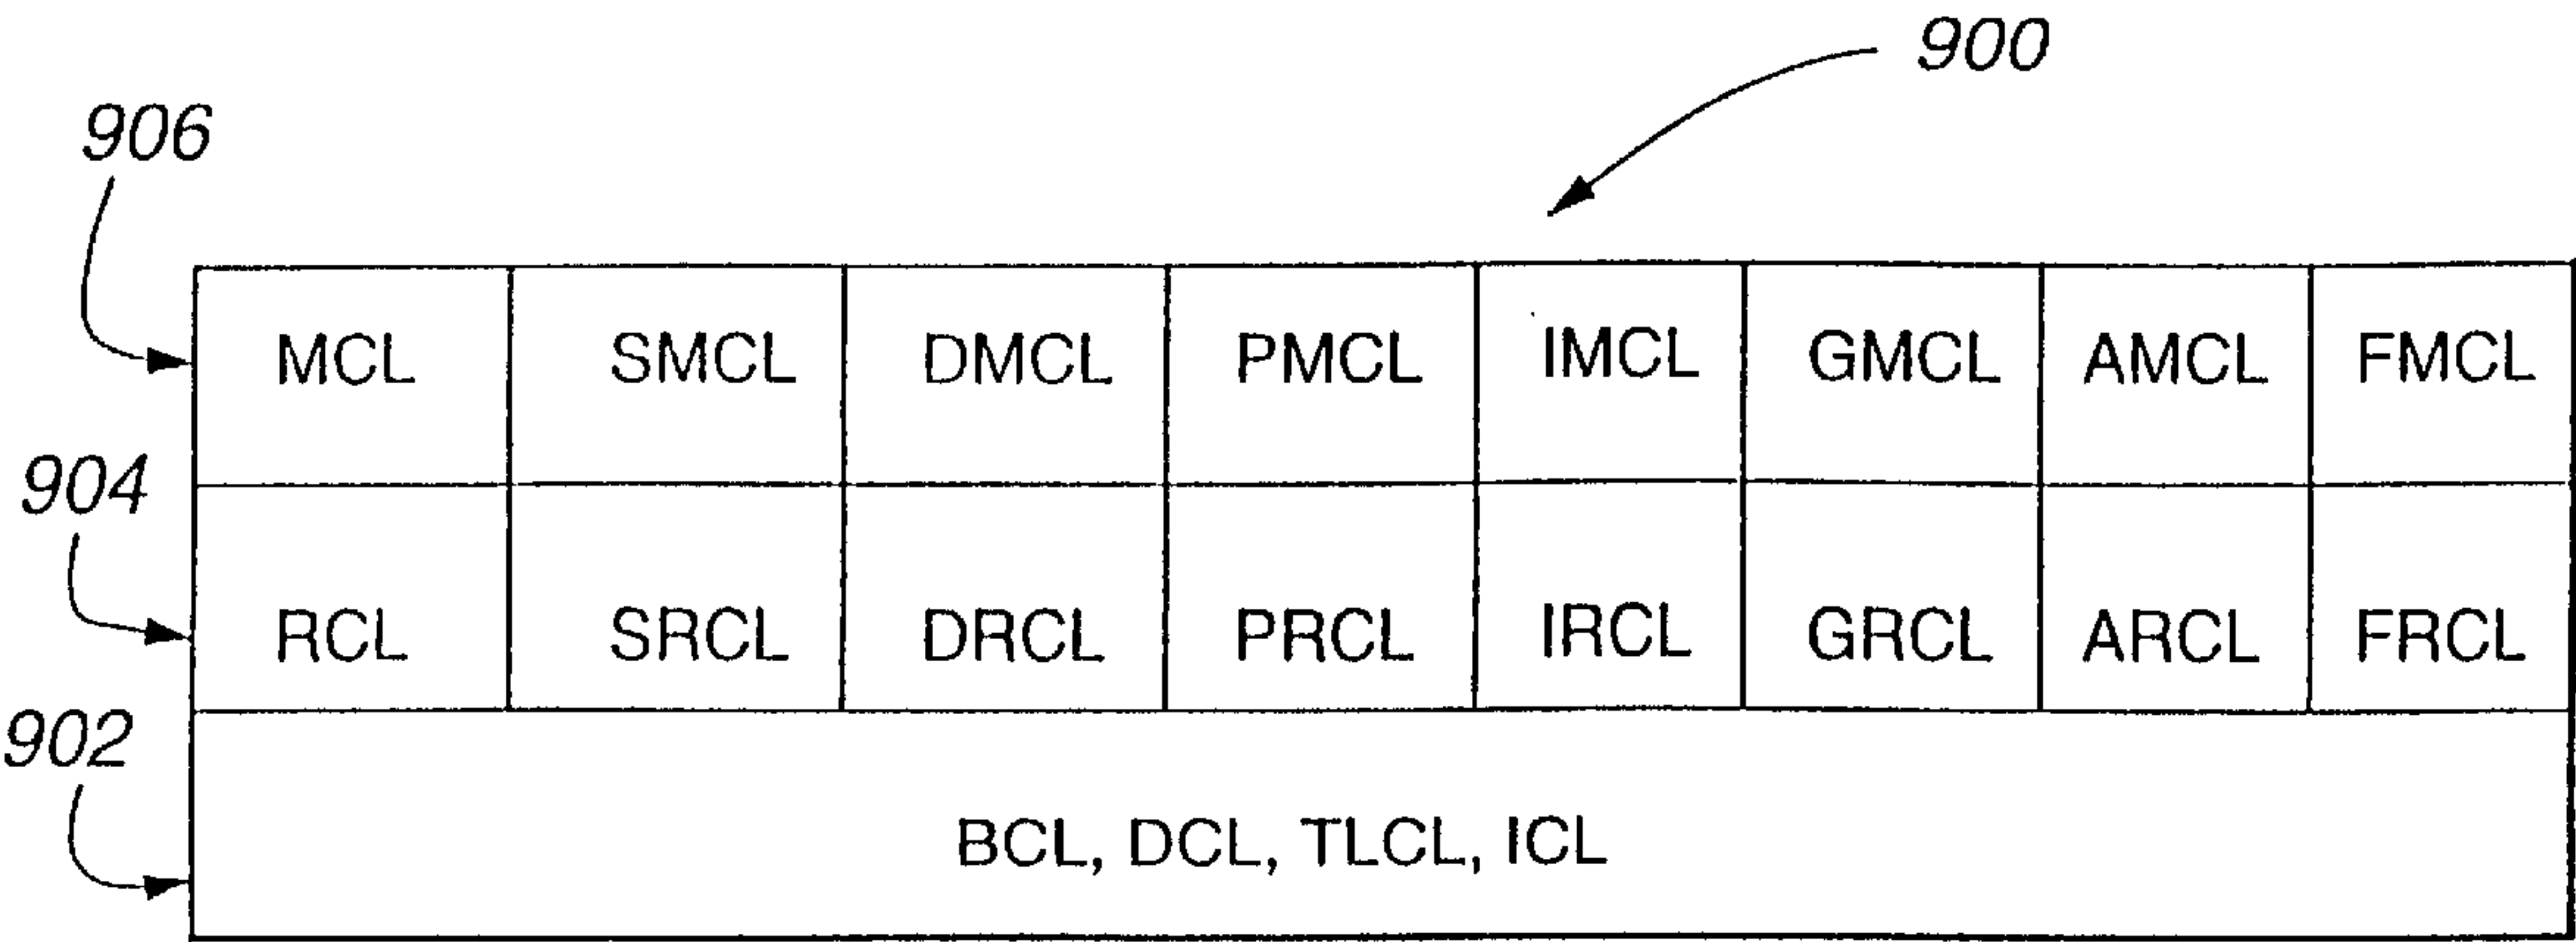 900
906
MCL SMCL DMCL PMCL IMCL GMCL AMCL FMCL
904
RCL SRCL DRCL PRCL IRCL GRCL ARCL FRCL
902
BCL, DCL, TLCL, ICL